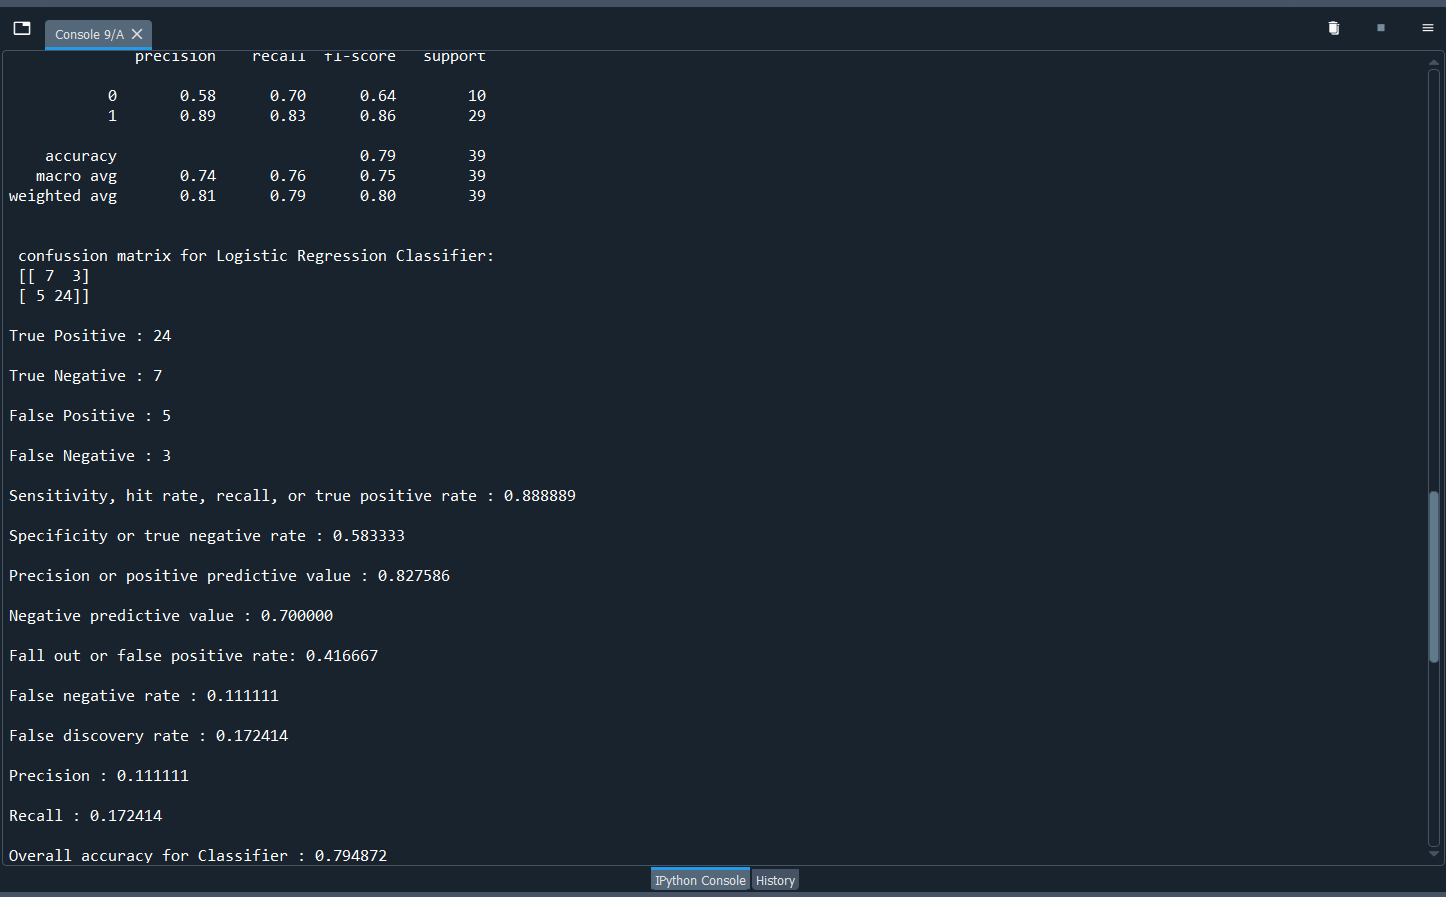 Console 9/A
precision    recall  f1-score   support
0       0.58      0.70      0.64        10
1       0.89      0.83      0.86        29
accuracy                           0.79        39
macro avg       0.74      0.76      0.75        39
weighted avg       0.81      0.79      0.80        39
confussion matrix for Logistic Regression Classifier:
[[ 7  3]
[ 5 24]]
True Positive : 24
True Negative : 7
False Positive : 5
False Negative : 3
Sensitivity, hit rate, recall, or true positive rate : 0.888889
Specificity or true negative rate : 0.583333
Precision or positive predictive value : 0.827586
Negative predictive value : 0.700000
Fall out or false positive rate: 0.416667
False negative rate : 0.111111
False discovery rate : 0.172414
Precision : 0.111111
Recall : 0.172414
Overall accuracy for Classifier : 0.794872
IPython Console History